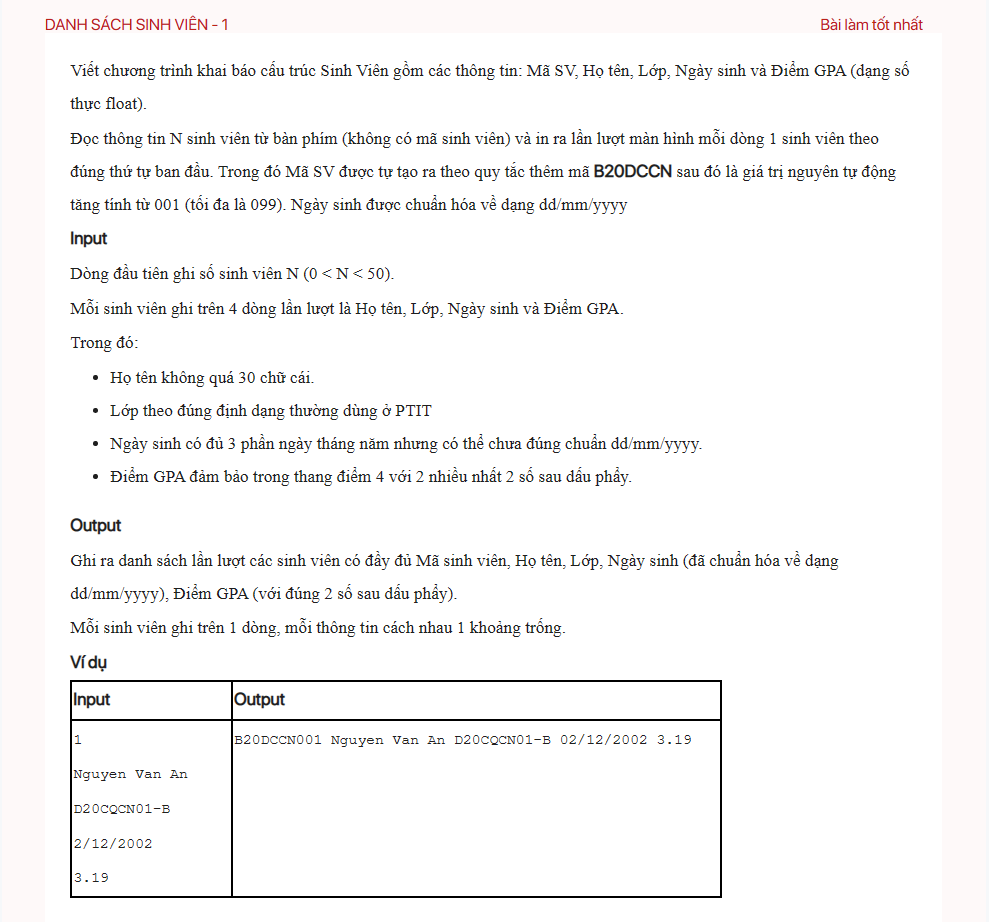 DANH SÁCH SINH VIÊN - 1
Bài làm tốt nhất
Viết chương trình khai báo cấu trúc Sinh Viên gồm các thông tin: Mã SV, Họ tên, Lớp, Ngày sinh và Điểm GPA (dạng số
thực float).
Đọc thông tin N sinh viên từ bàn phím (không có mã sinh viên) và in ra lần lượt màn hình mỗi dòng 1 sinh viên theo
đúng thứ tự ban đầu. Trong đó Mã SV được tự tạo ra theo quy tắc thêm mã B20DCCN sau đó là giá trị nguyên tự động
tăng tính từ 001 (tối đa là 099). Ngày sinh được chuẩn hóa về dạng dd/mm/yyyy
Input
Dòng đầu tiên ghi số sinh viên N (0 < N < 50).
Mỗi sinh viên ghi trên 4 dòng lần lượt là Họ tên, Lớp, Ngày sinh và Điểm GPA.
Trong đó:
• Họ tên không quá 30 chữ cái.
• Lớp theo đúng định dạng thường dùng ở PTIT
• Ngày sinh có đủ 3 phần ngày tháng năm nhưng có thể chưa đúng chuẩn dd/mm/yyyy.
• Điểm GPA đảm bảo trong thang điểm 4 với 2 nhiều nhất 2 số sau dấu phẩy.
Output
Ghi ra danh sách lần lượt các sinh viên có đầy đủ Mã sinh viên, Họ tên, Lớp, Ngày sinh (đã chuẩn hóa về dạng
dd/mm/yyyy), Điểm GPA (với đúng 2 số sau dấu phẩy).
Mỗi sinh viên ghi trên 1 dòng, mỗi thông tin cách nhau 1 khoảng trống.
Ví dụ
Input Output
1 B20DCCN001 Nguyen Van An D20CQCN01-B 02/12/2002 3.19
Nguyen Van An
D20CQCN01-B
2/12/2002
3.19